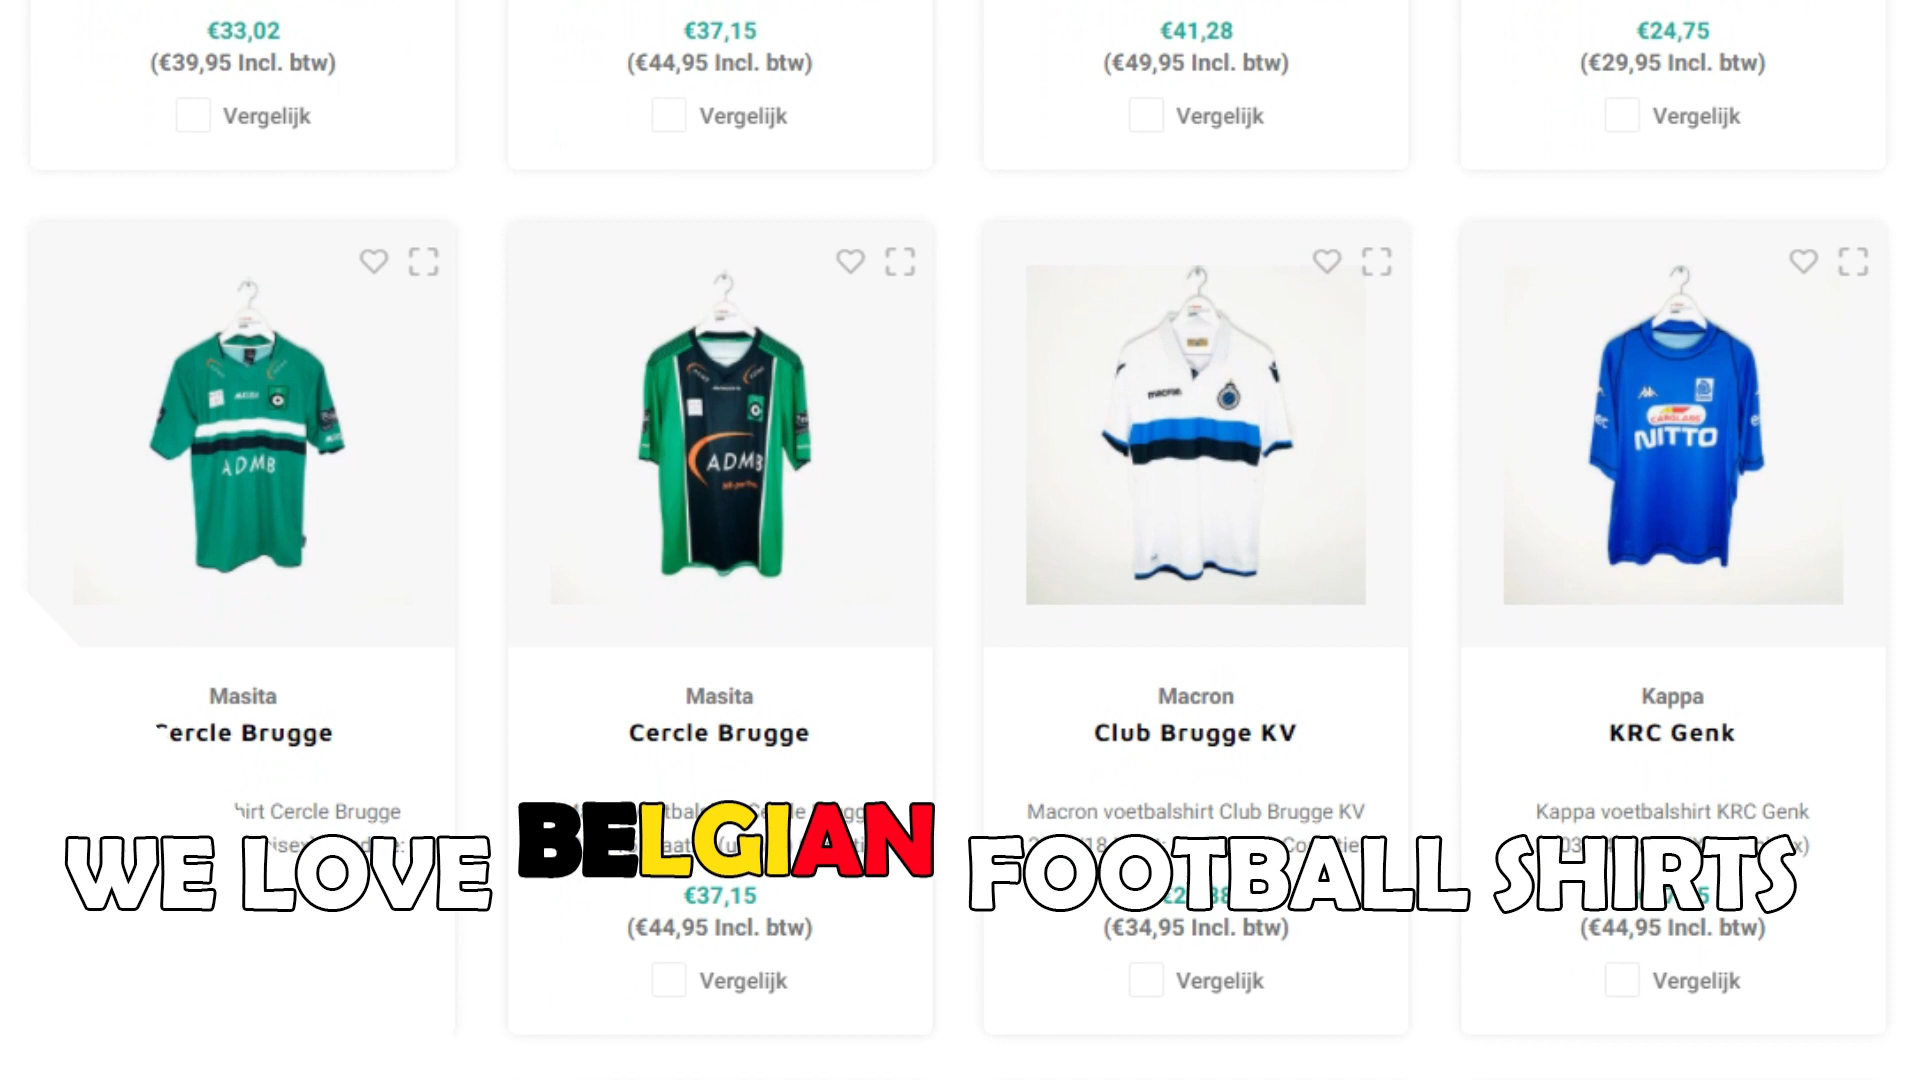 €33,02
(€39,95 Incl. btw)
Vergelijk
€37,15
(€44,95 Incl. btw)
Vergelijk
€41,28
(€49,95 Incl. btw)
Vergelijk
€24,75
(€29,95 Incl. btw)
Vergelijk
ADMB
ADMB
macron
CARGLASS
NITTO
Masita
ercle Brugge
hirt Cercle Brugge
Masita
Cercle Brugge
€37,15
(€44,95 Incl. btw)
Vergelijk
Macron
Club Brugge KV
Macron voetbalshirt Club Brugge KV
(€34,95 Incl. btw)
Vergelijk
Kappa
KRC Genk
Kappa voetbalshirt KRC Genk
(€44,95 Incl. btw)
Vergelijk
WE LOVE BELGIAN FOOTBALL SHIRTS